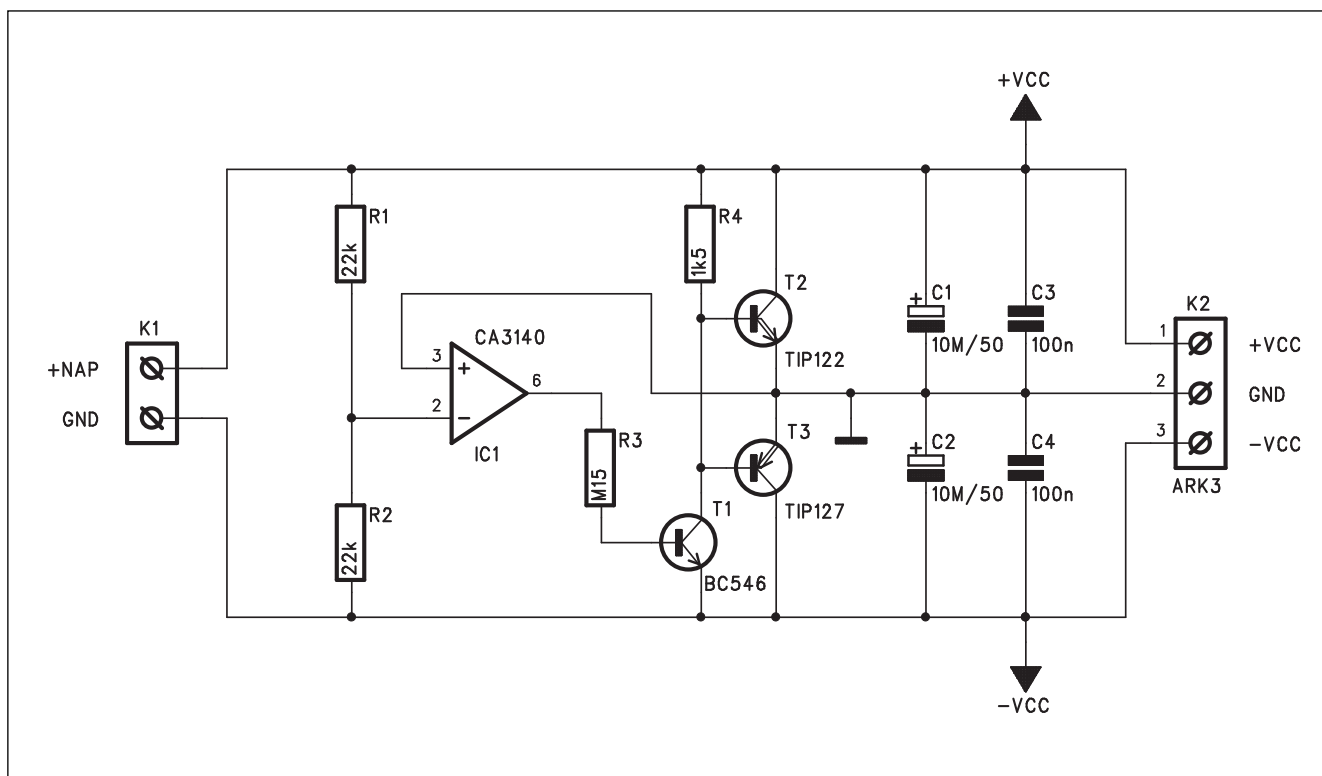 +VCC
R1
22k
R4
1k5
T2
TIP122
C1
+
10M/50
C3
100n
K2
1
+VCC
2
GND
3
-VCC
ARK3
K1
+NAP
GND
CA3140
3
+
6
2
-
IC1
R3
M15
T3
TIP127
C2
+
10M/50
C4
100n
R2
22k
T1
BC546
-VCC